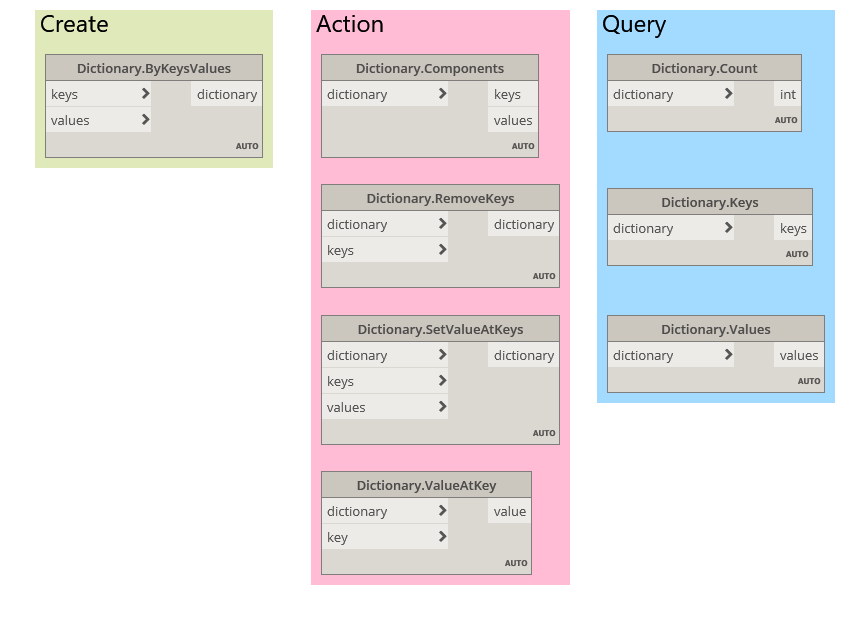 Create
Dictionary.ByKeysValues
keys > dictionary
values >
AUTO
Action
Dictionary.Components
dictionary > keys
values
AUTO
Dictionary.RemoveKeys
dictionary > dictionary
keys >
AUTO
Dictionary.SetValueAtKeys
dictionary > dictionary
keys >
values >
AUTO
Dictionary.ValueAtKey
dictionary > value
key >
AUTO
Query
Dictionary.Count
dictionary > int
AUTO
Dictionary.Keys
dictionary > keys
AUTO
Dictionary.Values
dictionary > values
AUTO